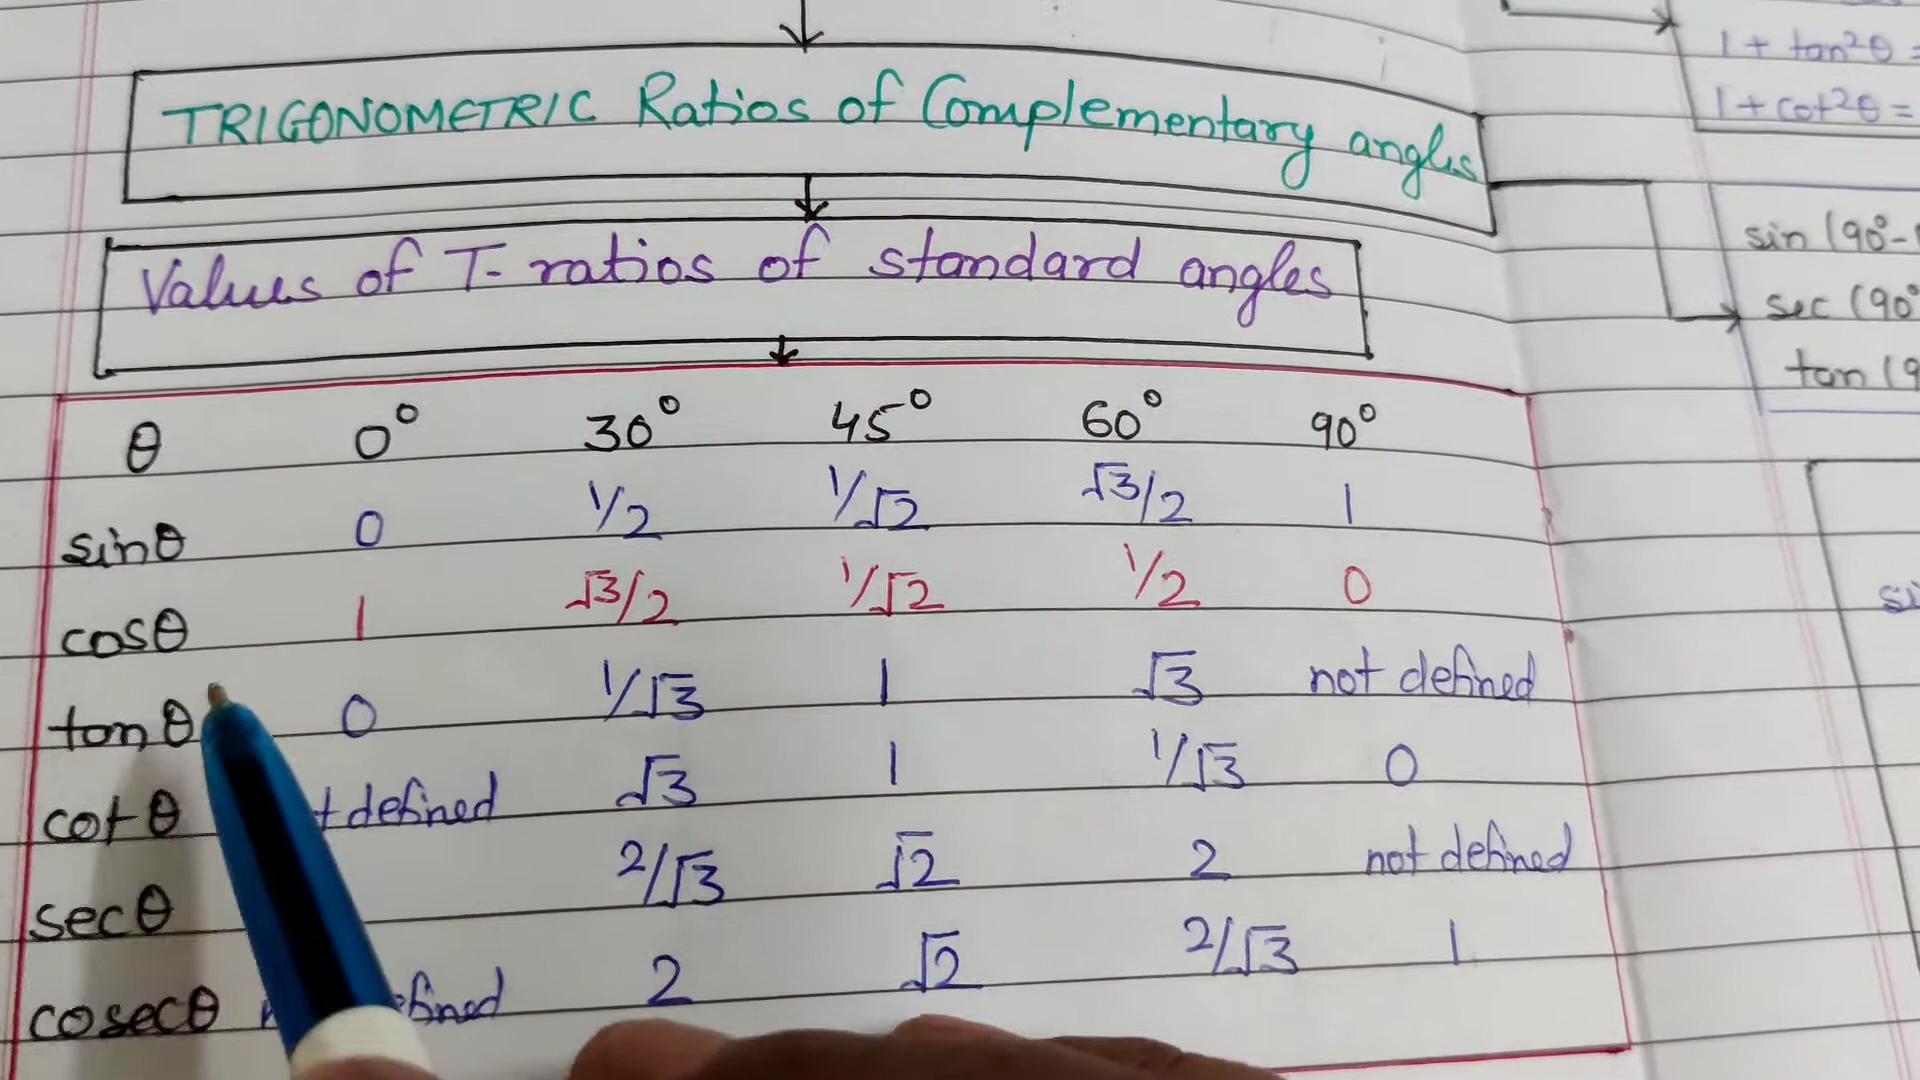 TRIGONOMETRIC Ratios of Complementary angles
Values of T-ratios of standard angles
θ 0° 30° 45° 60° 90°
sinθ 0 1/2 1/√2 √3/2 1
cosθ 1 √3/2 1/√2 1/2 0
tanθ 0 1/√3 1 √3 not defined
cotθ defined √3 1 1/√3 0
secθ 2/√3 √2 2 not defined
cosecθ 2 √2 2/√3 1
1 + tan²θ =
1 + cot²θ =
sin (90°-
sec (90°
tan (9